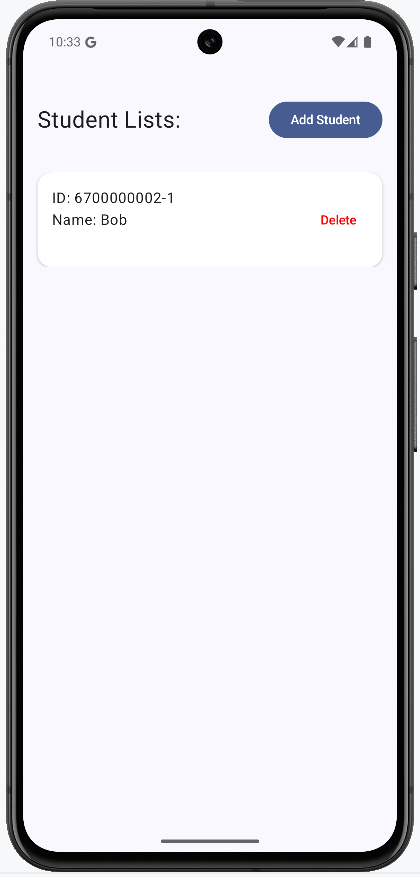 10:33 G
Student Lists:
Add Student
ID: 6700000002-1
Name: Bob
Delete